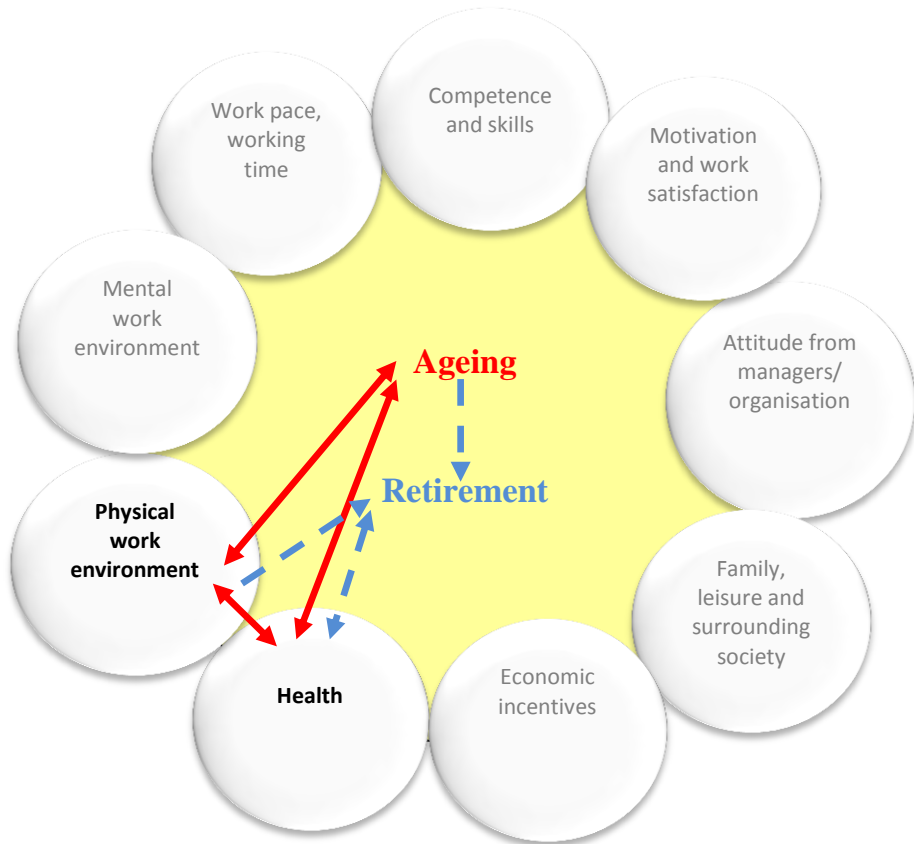 Competence
and skills
Work pace,
working
time
Motivation
and work
satisfaction
Mental
work
environment
Attitude from
managers/
organisation
Ageing
Retirement
Physical
work
environment
Family,
leisure and
surrounding
society
Health
Economic
incentives